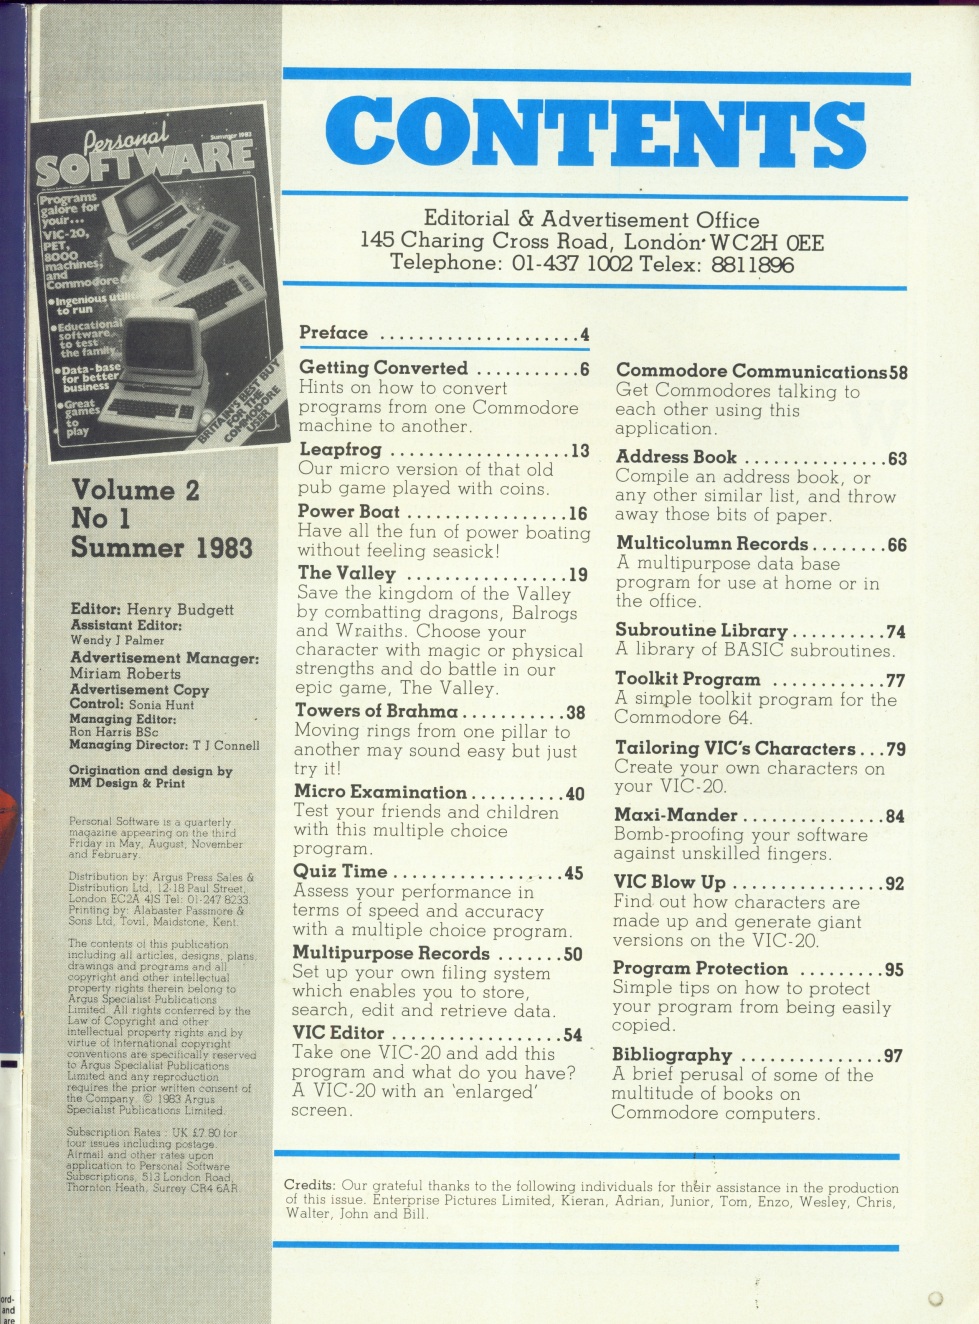 CONTENTS
Editorial & Advertisement Office
145 Charing Cross Road, London WC2H 0EE
Telephone: 01-437 1002 Telex: 8811896
Personal
SOFTWARE
Summer 1983
Programs
galore for
your...
VIC-20,
PET,
8000
machines,
and
Commodore 6
•Ingenious utili
to run
•Educational
software
to test
the family
•Data-base
for better
business
•Great
games
to
play
BRITAIN'S BEST BUY
FOR THE
COMMODORE
USER
Volume 2
No 1
Summer 1983
Editor: Henry Budgett
Assistant Editor:
Wendy J Palmer
Advertisement Manager:
Miriam Roberts
Advertisement Copy
Control: Sonia Hunt
Managing Editor:
Ron Harris BSc
Managing Director: T J Connell
Origination and design by
MM Design & Print
Personal Software is a quarterly
magazine appearing on the third
Friday in May, August, November
and February.
Distribution by: Argus Press Sales &
Distribution Ltd, 12-18 Paul Street,
London EC2A 4JS Tel: 01-247 8233.
Printing by: Alabaster Passmore &
Sons Ltd, Tovil, Maidstone, Kent.
The contents of this publication
including all articles, designs, plans,
drawings and programs and all
copyright and other intellectual
property rights therein belong to
Argus Specialist Publications
Limited. All rights conferred by the
Law of Copyright and other
intellectual property rights and by
virtue of international copyright
conventions are specifically reserved
to Argus Specialist Publications
Limited and any reproduction
requires the prior written consent of
the Company. © 1983 Argus
Specialist Publications Limited.
Subscription Rates : UK £7.80 for
four issues including postage.
Airmail and other rates upon
application to Personal Software
Subscriptions, 513 London Road,
Thornton Heath, Surrey CR4 6AR
Preface ....................4
Getting Converted ...........6
Hints on how to convert
programs from one Commodore
machine to another.
Leapfrog ..................13
Our micro version of that old
pub game played with coins.
Power Boat ................16
Have all the fun of power boating
without feeling seasick!
The Valley ................19
Save the kingdom of the Valley
by combatting dragons, Balrogs
and Wraiths. Choose your
character with magic or physical
strengths and do battle in our
epic game, The Valley.
Towers of Brahma..........38
Moving rings from one pillar to
another may sound easy but just
try it!
Micro Examination..........40
Test your friends and children
with this multiple choice
program.
Quiz Time .................45
Assess your performance in
terms of speed and accuracy
with a multiple choice program.
Multipurpose Records .......50
Set up your own filing system
which enables you to store,
search, edit and retrieve data.
VIC Editor .................54
Take one VIC-20 and add this
program and what do you have?
A VIC-20 with an 'enlarged'
screen.
Commodore Communications58
Get Commodores talking to
each other using this
application.
Address Book ..............63
Compile an address book, or
any other similar list, and throw
away those bits of paper.
Multicolumn Records.......66
A multipurpose data base
program for use at home or in
the office.
Subroutine Library.........74
A library of BASIC subroutines.
Toolkit Program ...........77
A simple toolkit program for the
Commodore 64.
Tailoring VIC's Characters...79
Create your own characters on
your VIC-20.
Maxi-Mander..............84
Bomb-proofing your software
against unskilled fingers.
VIC Blow Up ...............92
Find out how characters are
made up and generate giant
versions on the VIC-20.
Program Protection ........95
Simple tips on how to protect
your program from being easily
copied.
Bibliography ..............97
A brief perusal of some of the
multitude of books on
Commodore computers.
Credits: Our grateful thanks to the following individuals for their assistance in the production
of this issue. Enterprise Pictures Limited, Kieran, Adrian, Junior, Tom, Enzo, Wesley, Chris,
Walter, John and Bill.
ord-
and
are